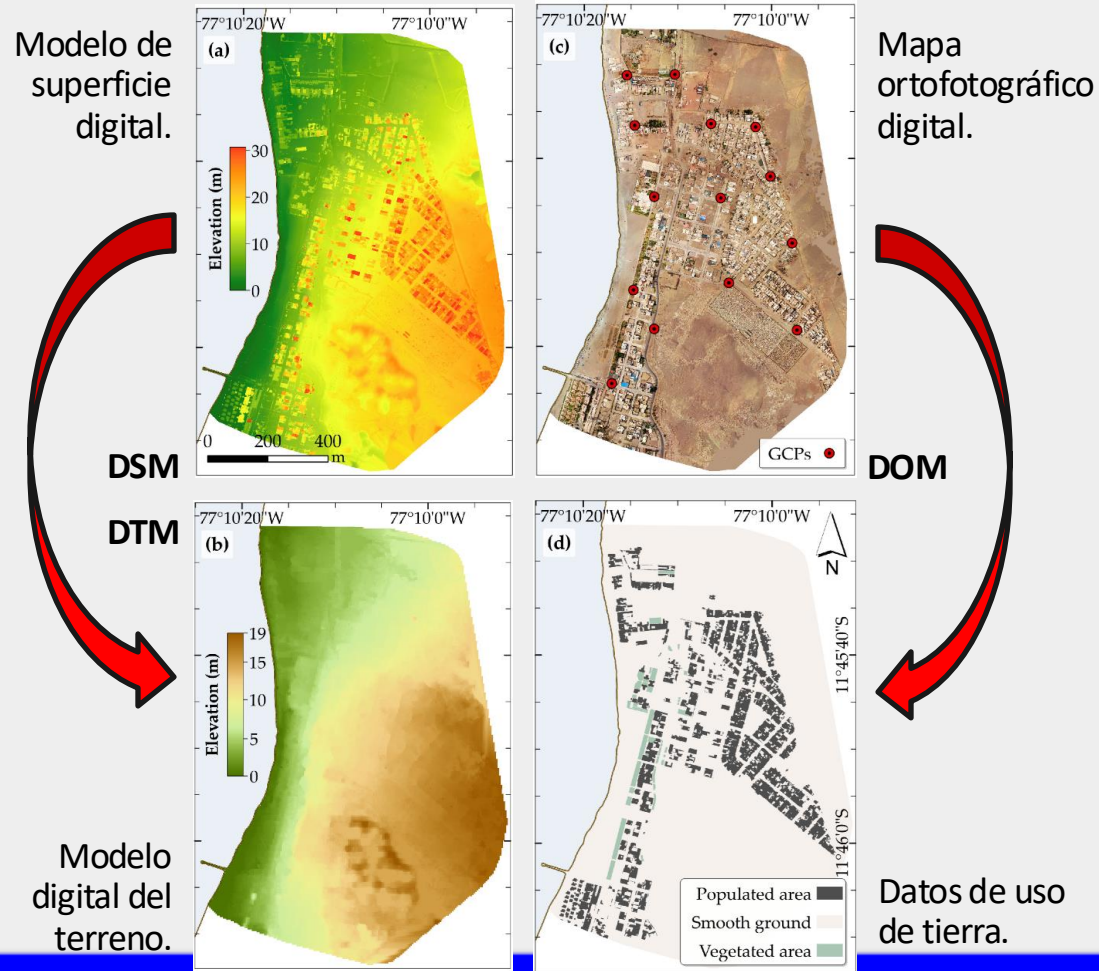 Modelo de
superficie
digital.
77°10'20"W 77°10'0"W
(a)
Elevation (m)
30
20
10
0
0 200 400
m
77°10'20"W 77°10'0"W
(c)
GCPs
Mapa
ortofotográfico
digital.
DSM
DTM
DOM
77°10'20"W 77°10'0"W
(b)
Elevation (m)
19
15
10
5
0
Modelo
digital del
terreno.
77°10'20"W 77°10'0"W
(d)
N
11°45'40"S
11°46'0"S
Populated area
Smooth ground
Vegetated area
Datos de uso
de tierra.